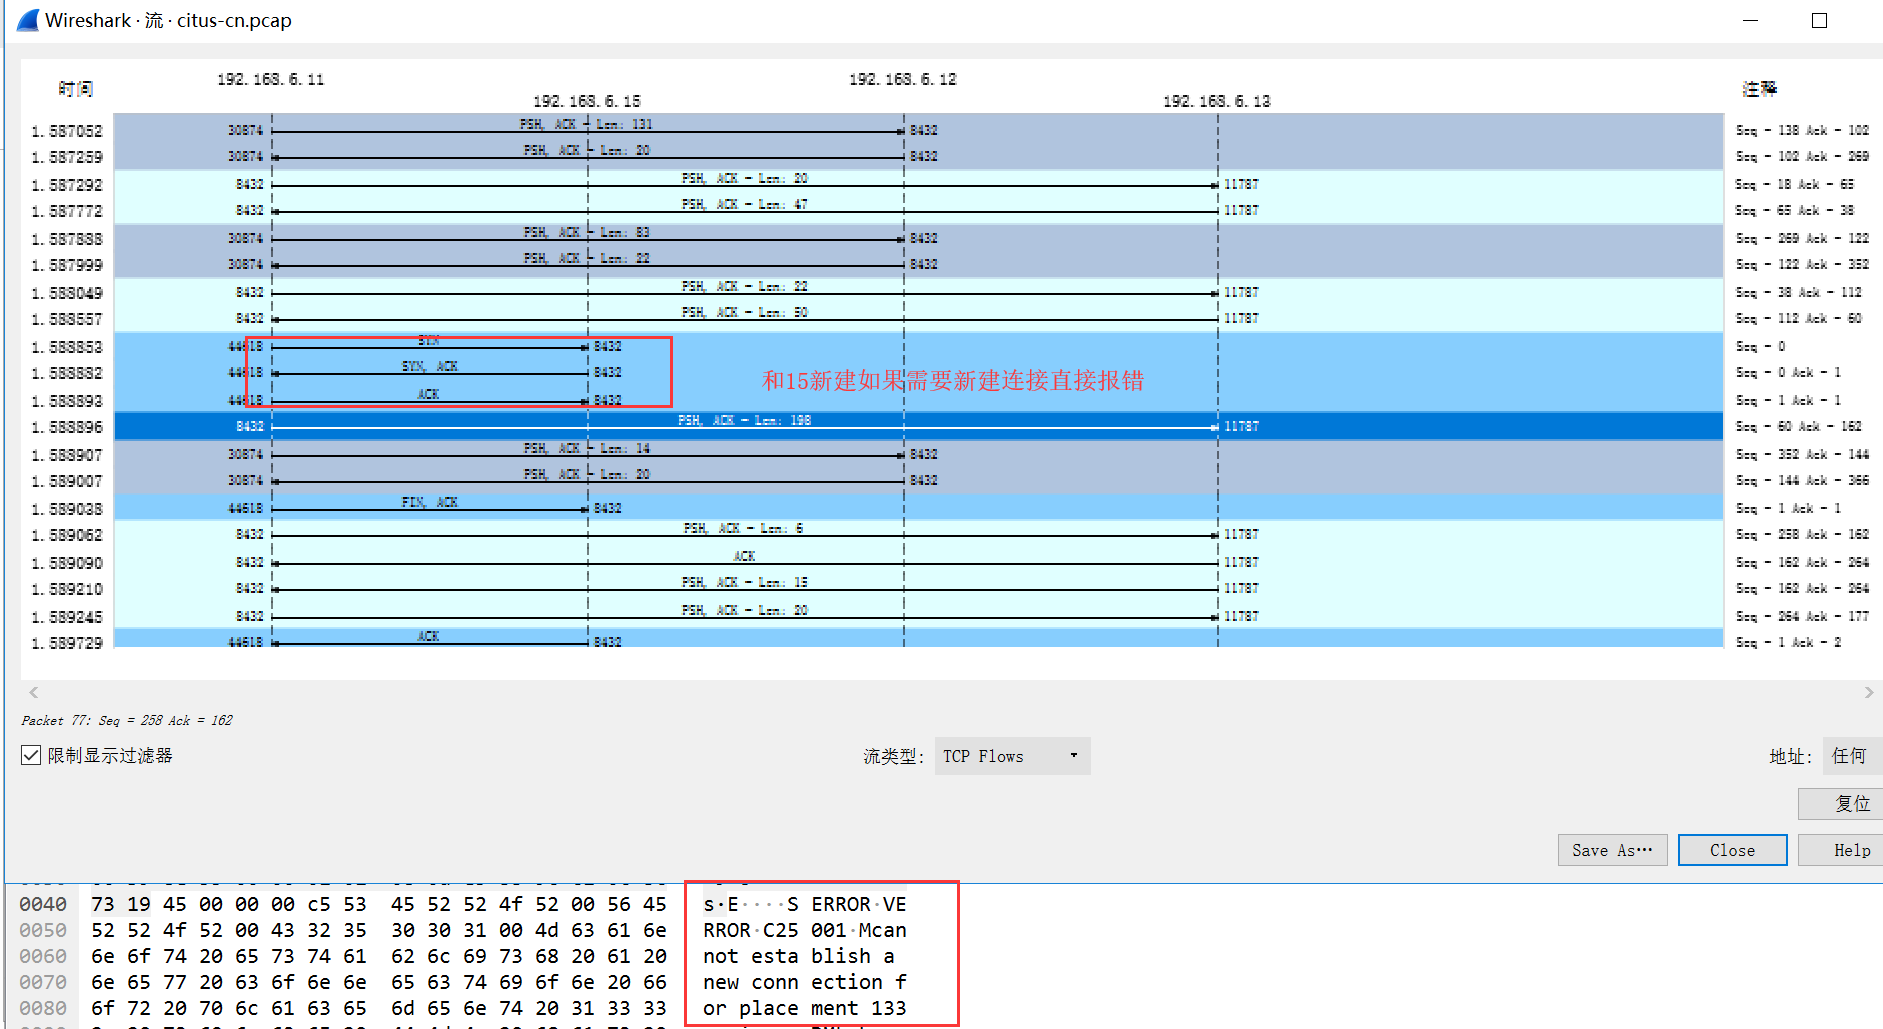 Wireshark · 流 · citus-cn.pcap
时间 192.168.6.11 192.168.6.15 192.168.6.12 192.168.6.13 注释
1.587052 30874 PSH, ACK - Len: 131 8432 Seq = 138 Ack = 102
1.587259 30874 PSH, ACK - Len: 20 8432 Seq = 102 Ack = 269
1.587292 8432 PSH, ACK - Len: 20 11787 Seq = 18 Ack = 65
1.587772 8432 PSH, ACK - Len: 47 11787 Seq = 65 Ack = 38
1.587888 30874 PSH, ACK - Len: 83 8432 Seq = 269 Ack = 122
1.587999 30874 PSH, ACK - Len: 22 8432 Seq = 122 Ack = 352
1.588049 8432 PSH, ACK - Len: 22 11787 Seq = 38 Ack = 112
1.588557 8432 PSH, ACK - Len: 50 11787 Seq = 112 Ack = 60
1.588853 44618 SYN 8432 Seq = 0
1.588882 44618 SYN, ACK 8432 Seq = 0 Ack = 1
和15新建如果需要新建连接直接报错
1.588893 44618 ACK 8432 Seq = 1 Ack = 1
1.588896 8432 PSH, ACK - Len: 198 11787 Seq = 60 Ack = 162
1.588907 30874 PSH, ACK - Len: 14 8432 Seq = 352 Ack = 144
1.589007 30874 PSH, ACK - Len: 20 8432 Seq = 144 Ack = 366
1.589038 44618 FIN, ACK 8432 Seq = 1 Ack = 1
1.589062 8432 PSH, ACK - Len: 6 11787 Seq = 258 Ack = 162
1.589090 8432 ACK 11787 Seq = 162 Ack = 264
1.589210 8432 PSH, ACK - Len: 15 11787 Seq = 162 Ack = 264
1.589245 8432 PSH, ACK - Len: 20 11787 Seq = 264 Ack = 177
1.589729 44618 ACK 8432 Seq = 1 Ack = 2
Packet 77: Seq = 258 Ack = 162
限制显示过滤器 流类型: TCP Flows 地址: 任何
复位
Save As… Close Help
0040 73 19 45 00 00 00 c5 53 45 52 52 4f 52 00 56 45 s·E····S ERROR·VE
0050 52 52 4f 52 00 43 32 35 30 30 31 00 4d 63 61 6e RROR·C25 001·Mcan
0060 6e 6f 74 20 65 73 74 61 62 6c 69 73 68 20 61 20 not esta blish a
0070 6e 65 77 20 63 6f 6e 6e 65 63 74 69 6f 6e 20 66 new conn ection f
0080 6f 72 20 70 6c 61 63 65 6d 65 6e 74 20 31 33 33 or place ment 133